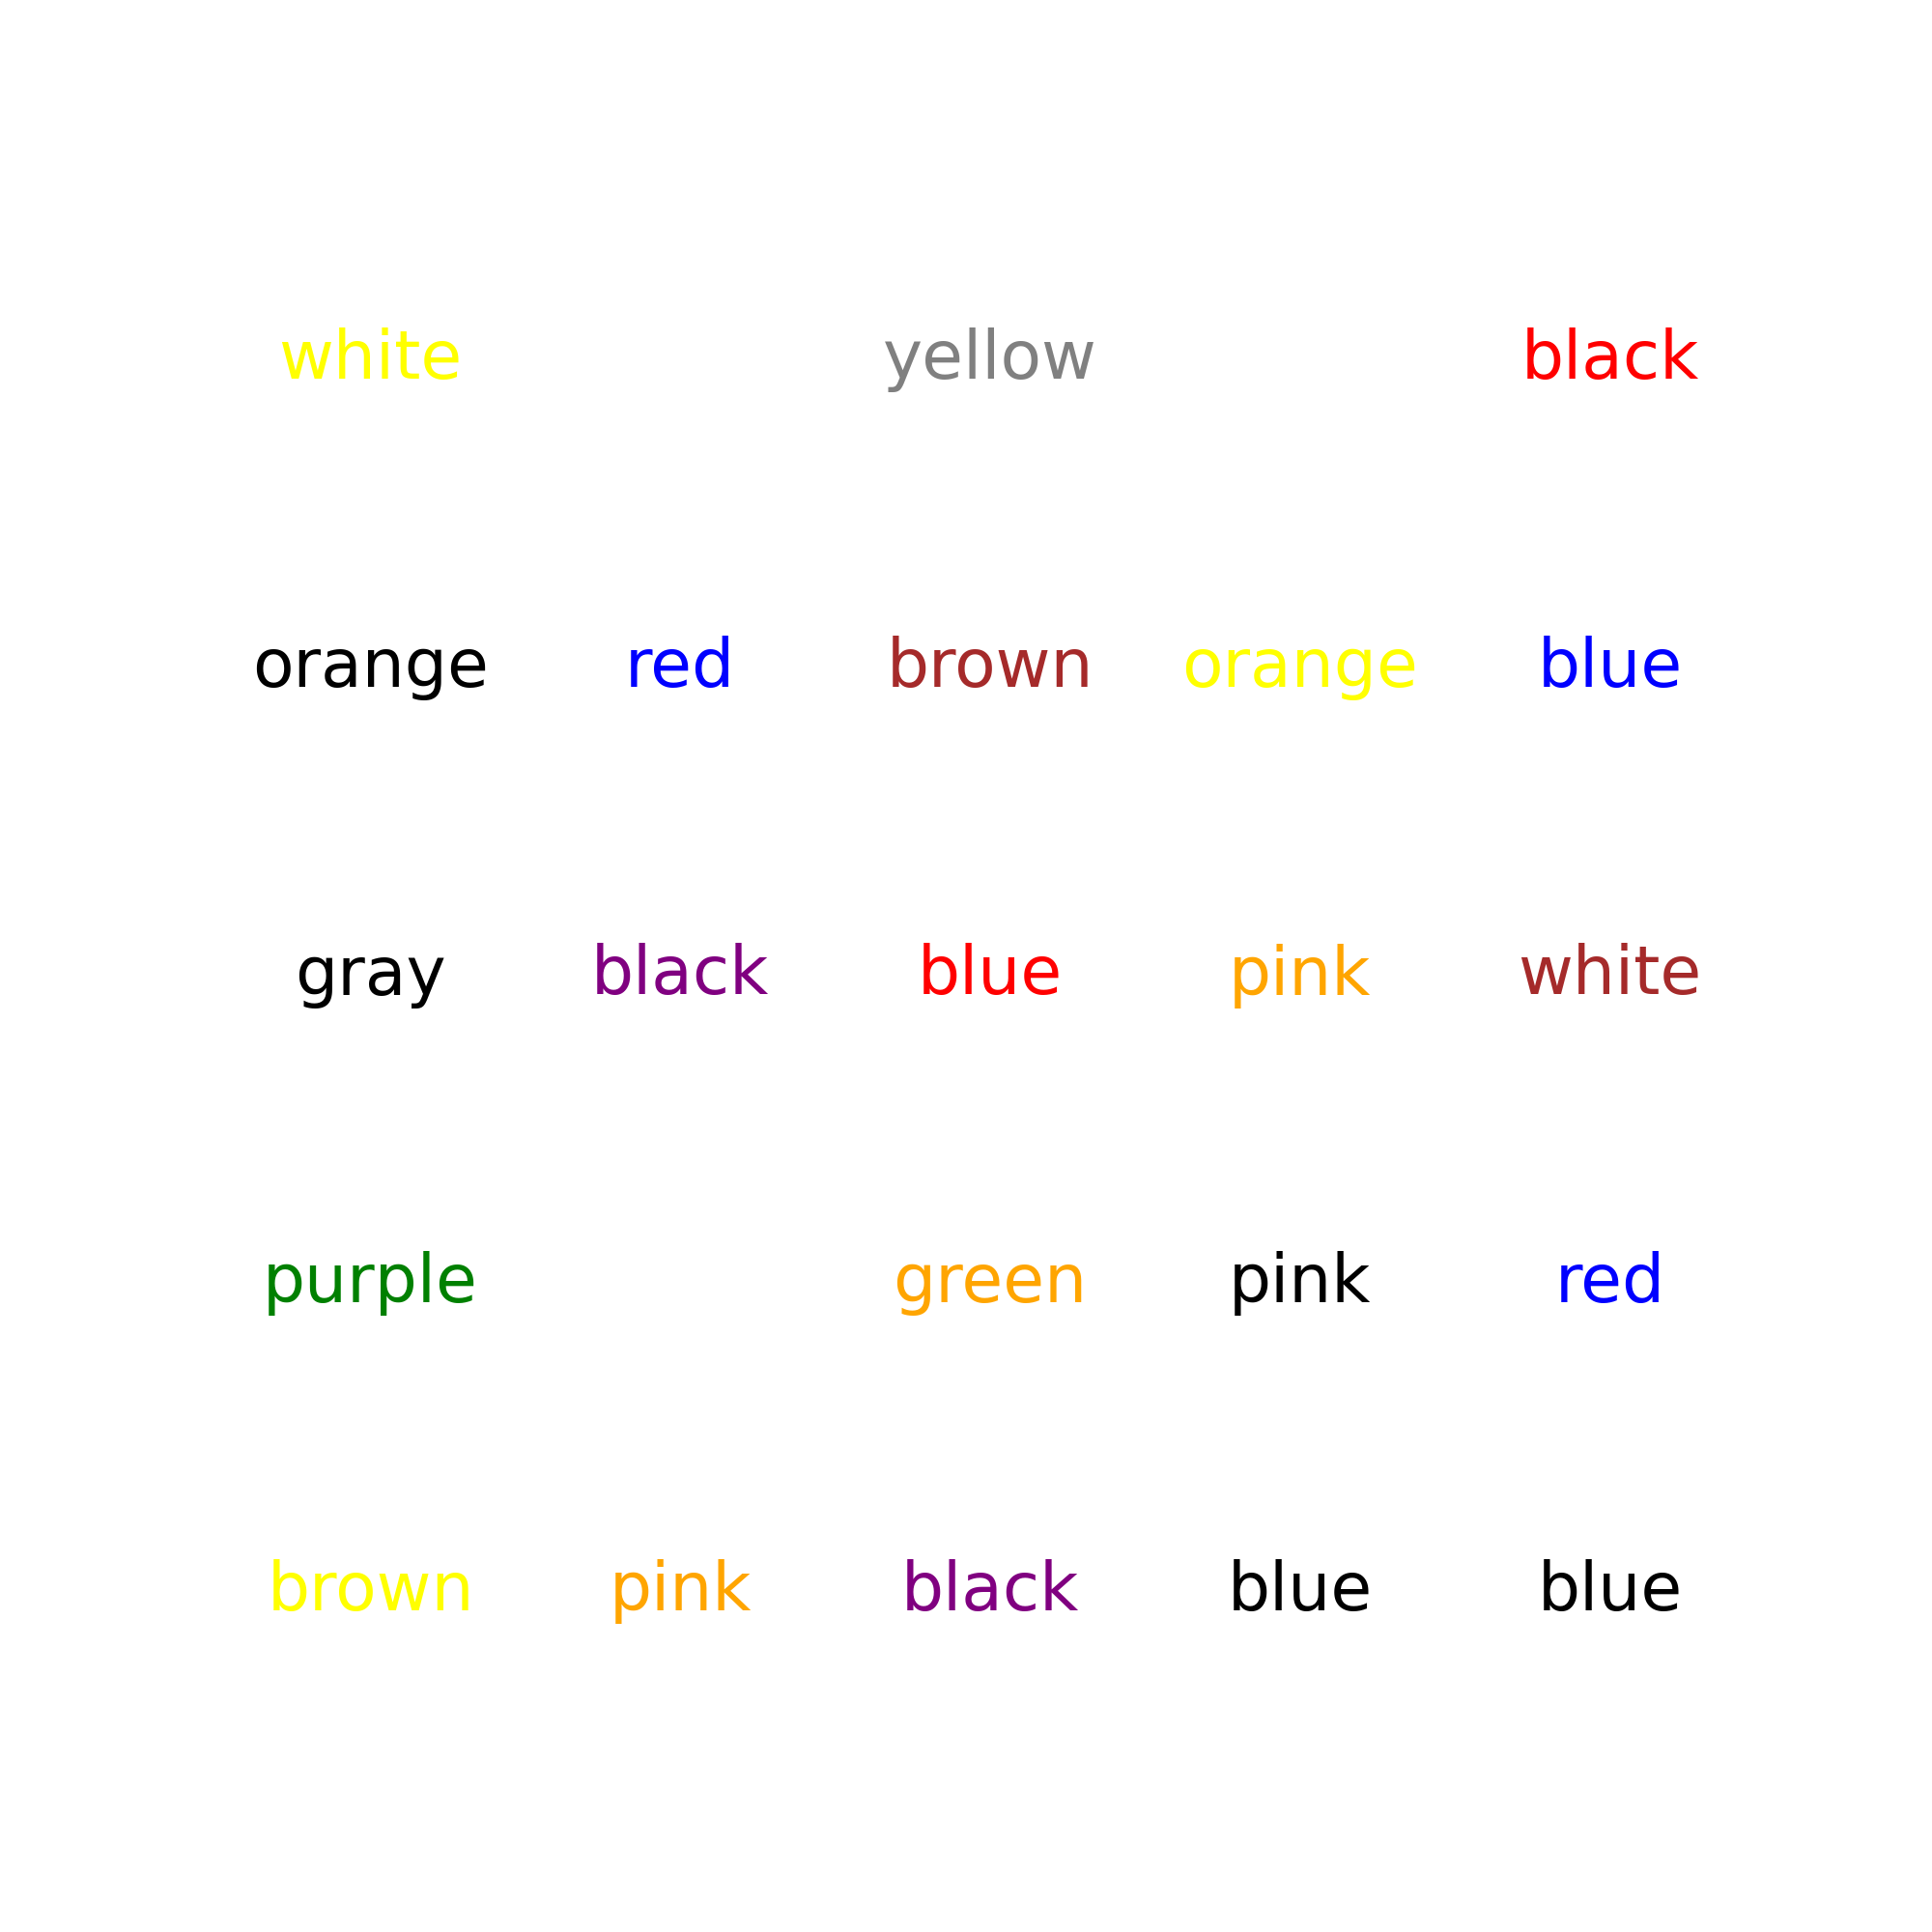 white yellow black
orange red brown orange blue
gray black blue pink white
purple green pink red
brown pink black blue blue